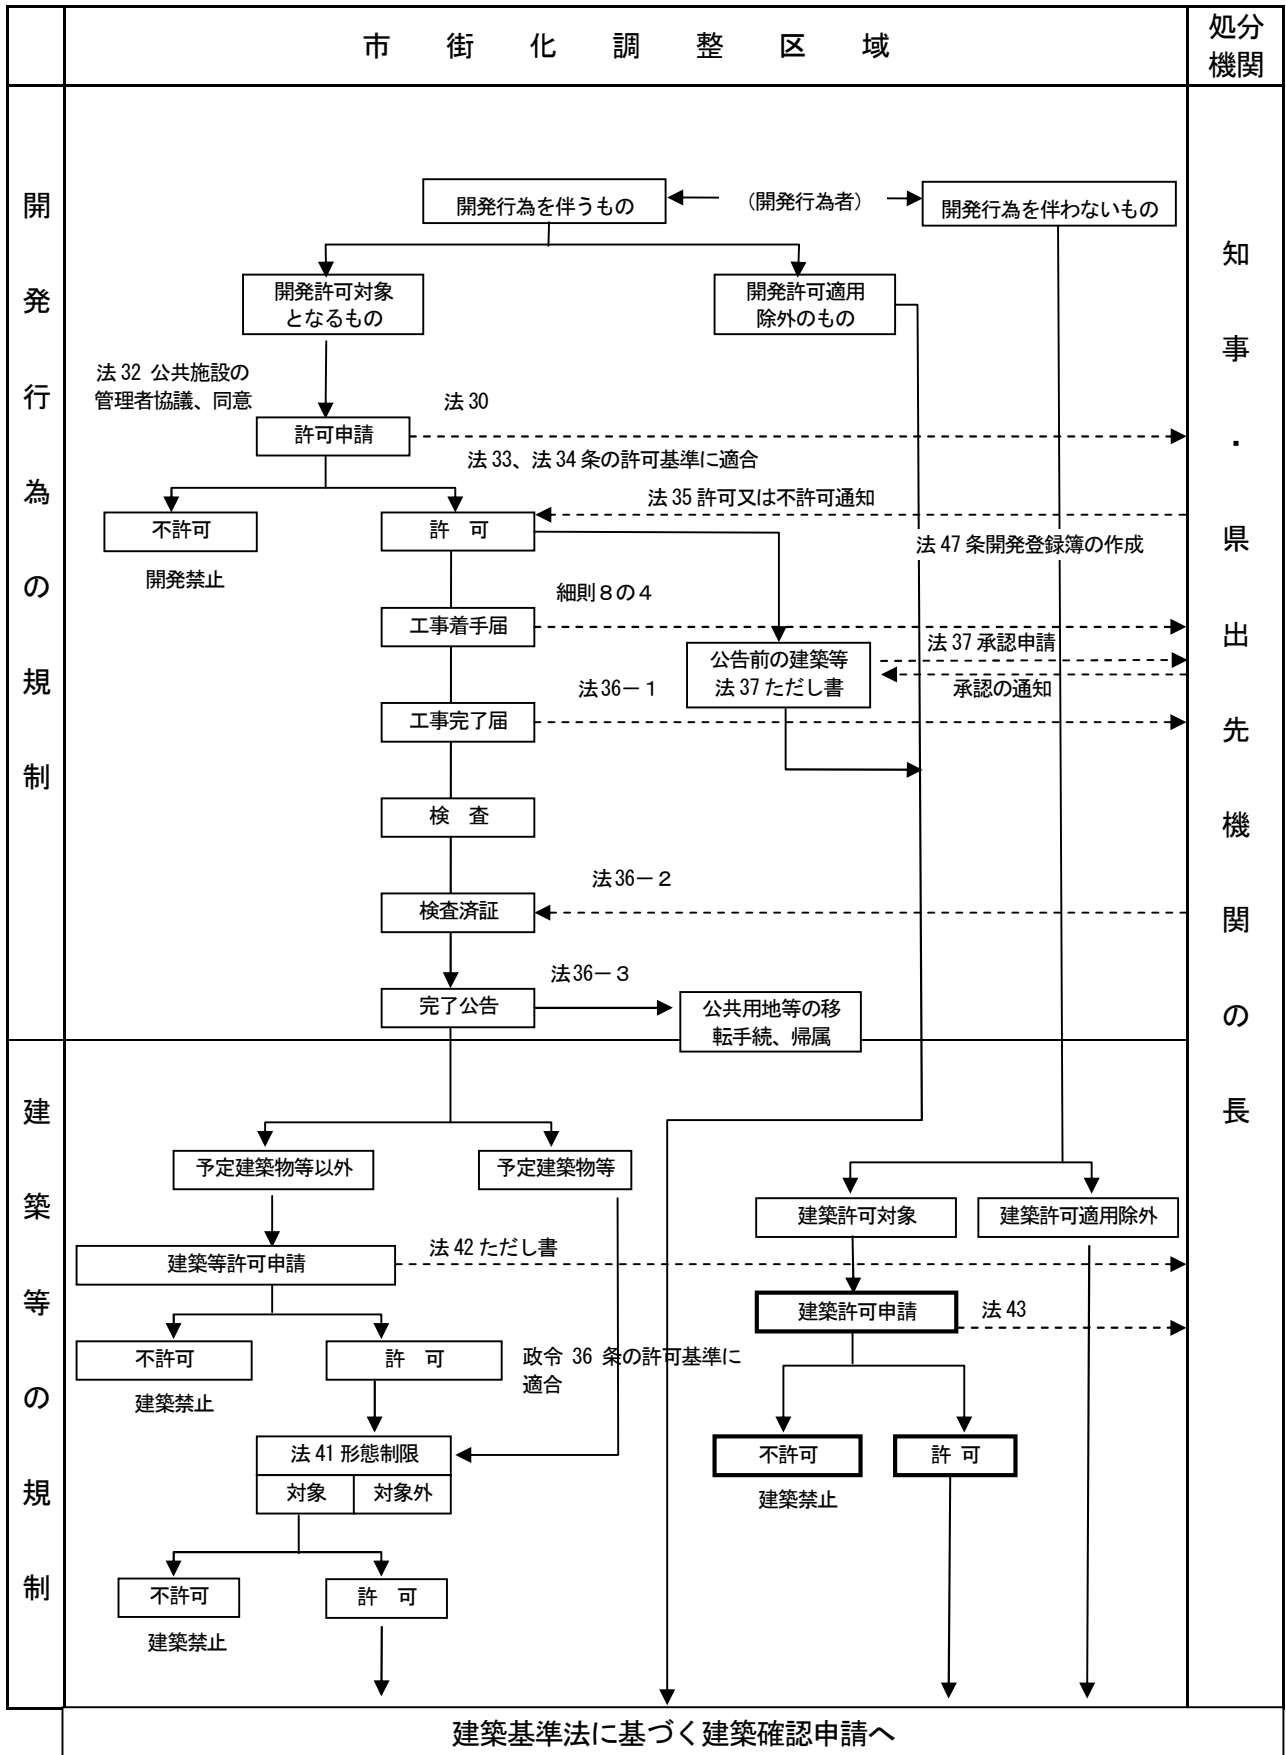 市街化調整区域
処分
機関
開発行為の規制
開発行為を伴うもの
（開発行為者）
開発行為を伴わないもの
開発許可対象
となるもの
開発許可適用
除外のもの
法32 公共施設の
管理者協議、同意
法30
許可申請
法33、法34条の許可基準に適合
法35許可又は不許可通知
不許可
許　可
法47条開発登録簿の作成
開発禁止
細則８の４
工事着手届
法37承認申請
公告前の建築等
法37ただし書
承認の通知
法36－１
工事完了届
検　査
法36－２
検査済証
法36－３
完了公告
公共用地等の移
転手続、帰属
知事・県出先機関の長
建築等の規制
予定建築物等以外
予定建築物等
建築許可対象
建築許可適用除外
法42ただし書
建築等許可申請
建築許可申請
法43
不許可
許　可
政令 36 条の許可基準に
適合
建築禁止
法41形態制限
対象
対象外
不許可
許 可
建築禁止
不許可
許　可
建築禁止
建築基準法に基づく建築確認申請へ